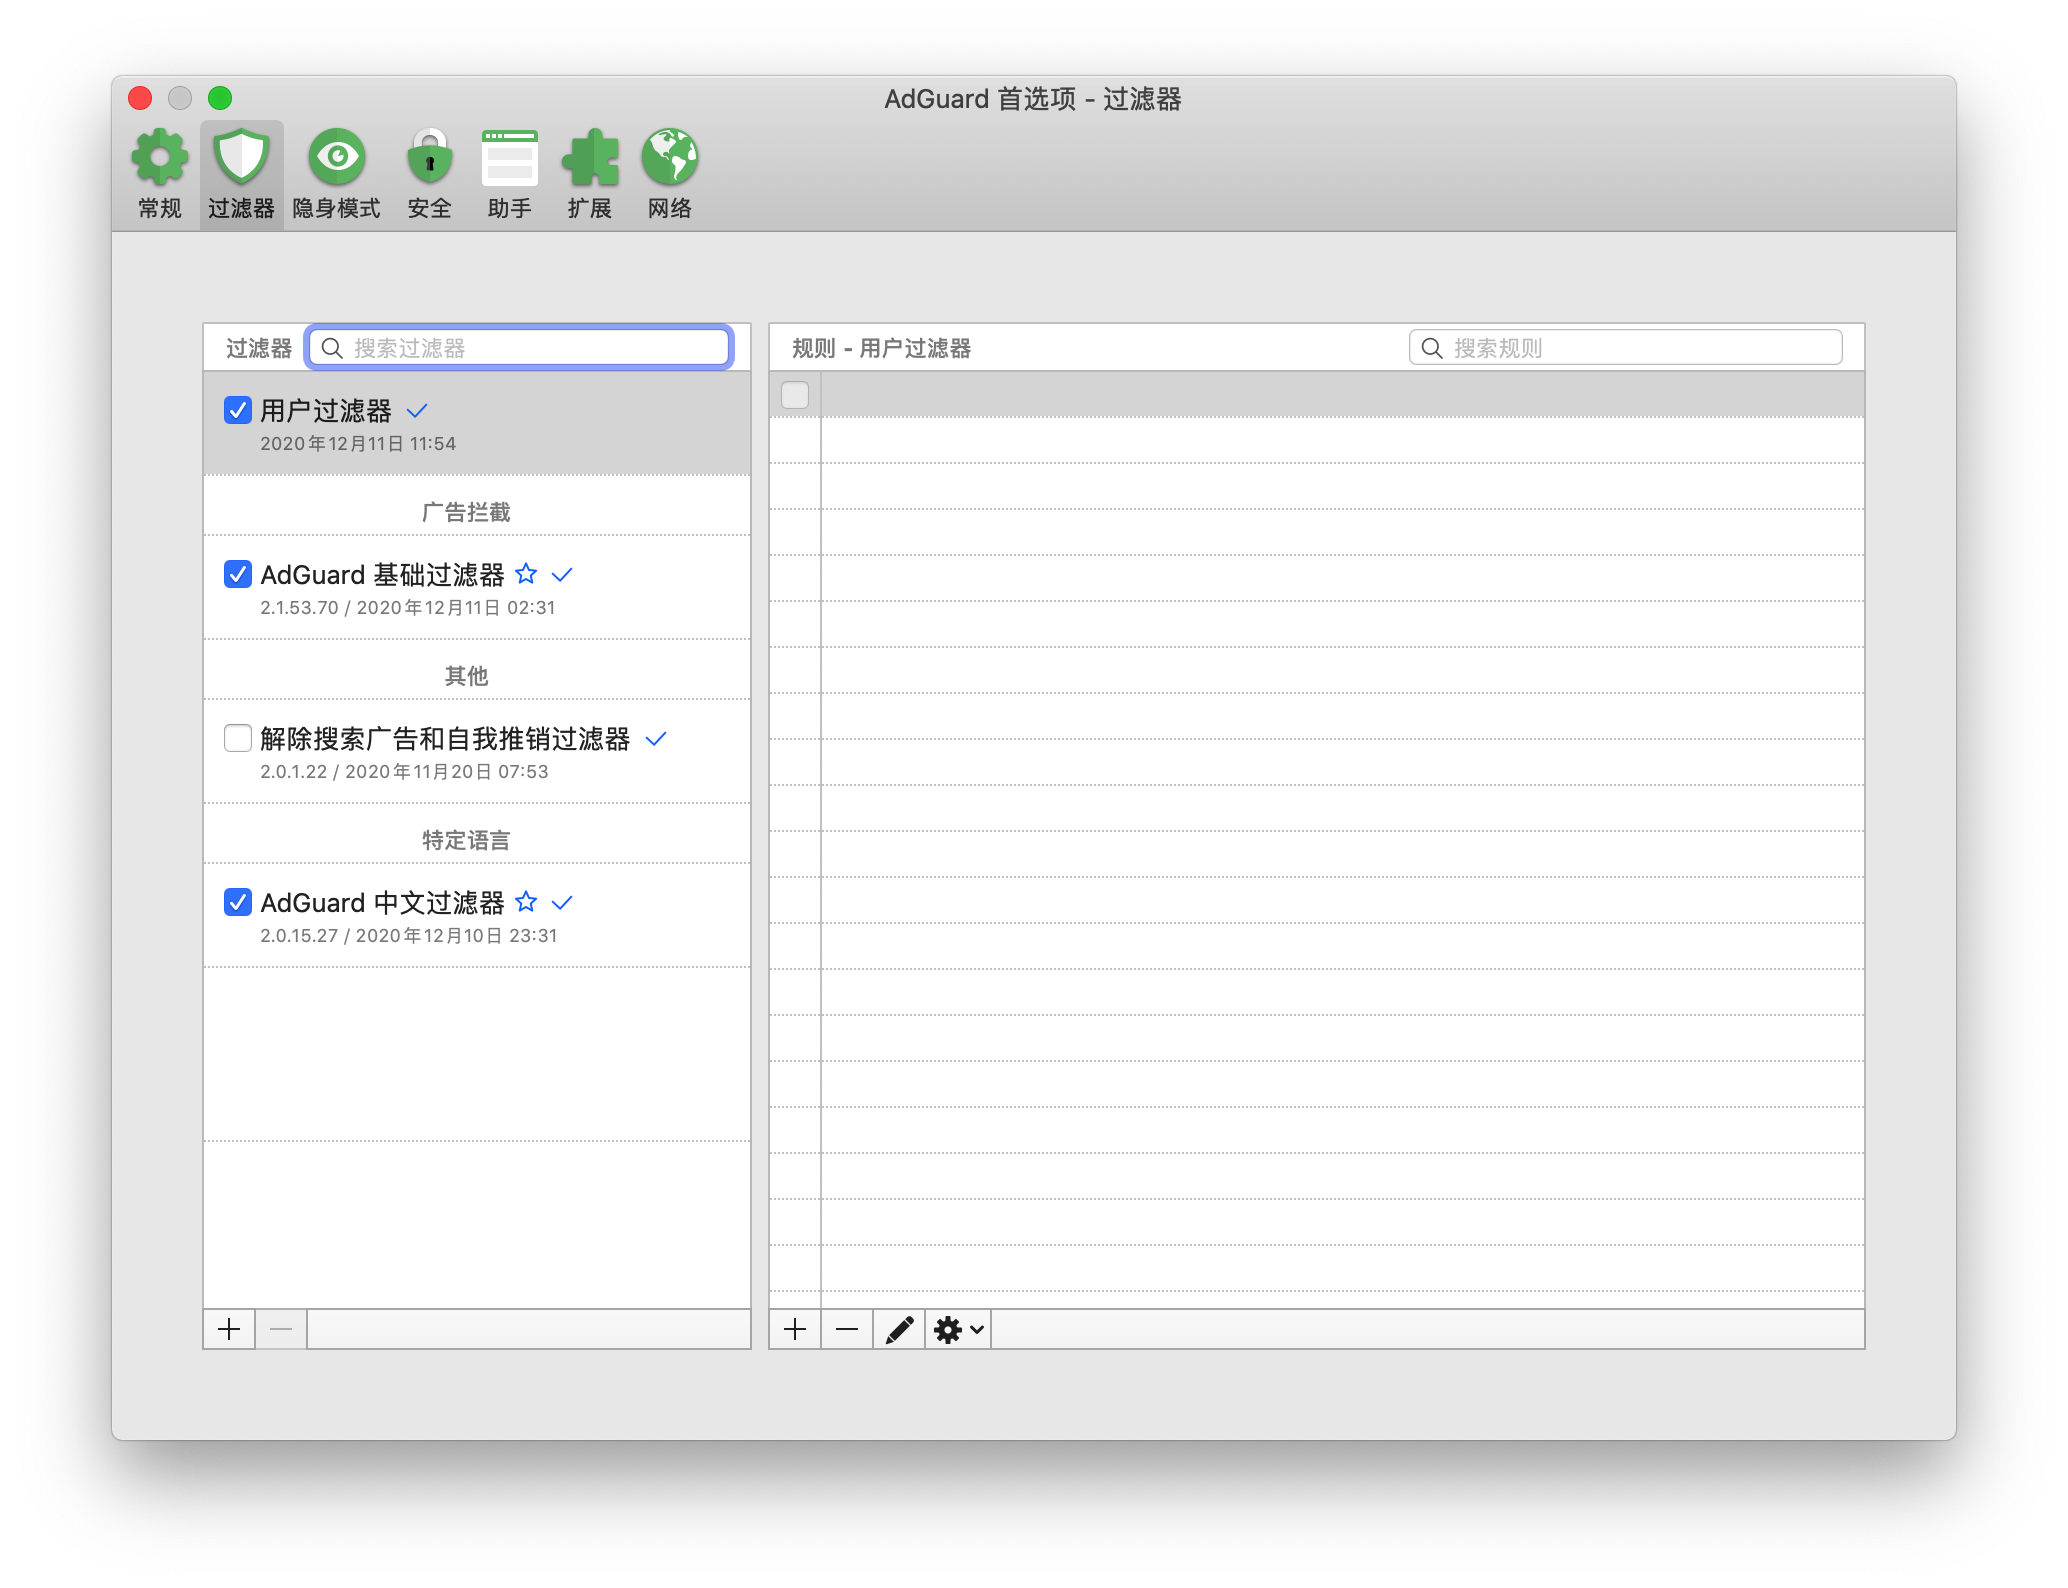 AdGuard 首选项 - 过滤器
常规
过滤器
隐身模式
安全
助手
扩展
网络
过滤器
搜索过滤器
用户过滤器
2020年12月11日 11:54
广告拦截
AdGuard 基础过滤器
2.1.53.70 / 2020年12月11日 02:31
其他
解除搜索广告和自我推销过滤器
2.0.1.22 / 2020年11月20日 07:53
特定语言
AdGuard 中文过滤器
2.0.15.27 / 2020年12月10日 23:31
规则 - 用户过滤器
搜索规则